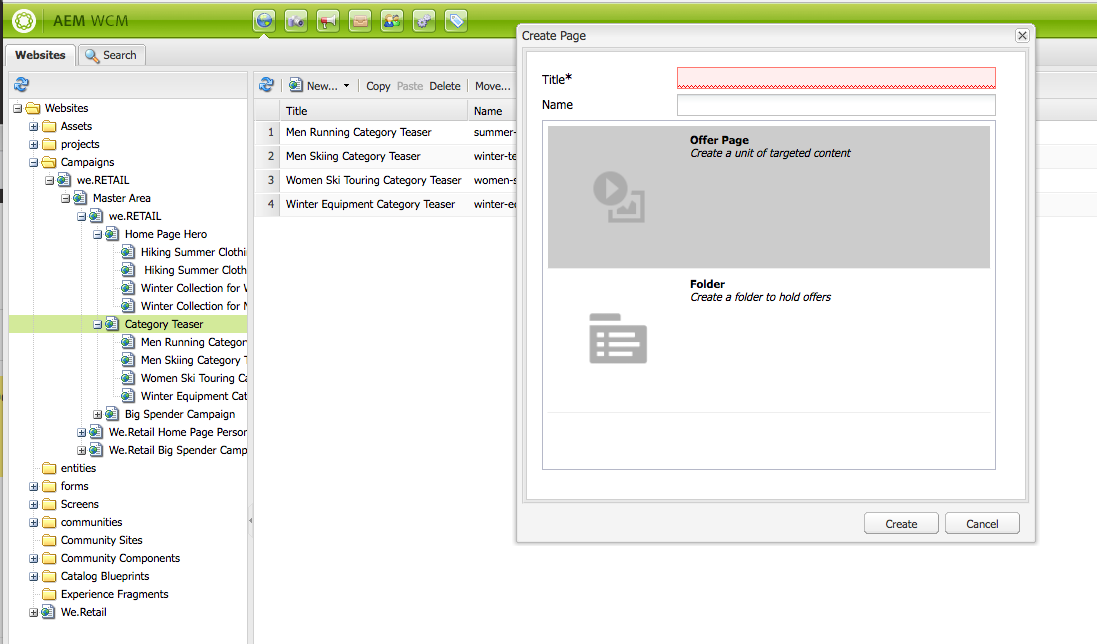 AEM WCM
Websites
Search
Websites
Assets
projects
Campaigns
we.RETAIL
Master Area
we.RETAIL
Home Page Hero
Hiking Summer Clothi
Hiking Summer Cloth
Winter Collection for W
Winter Collection for M
Category Teaser
Men Running Categor
Men Skiing Category T
Women Ski Touring Ca
Winter Equipment Cat
Big Spender Campaign
We.Retail Home Page Person
We.Retail Big Spender Camp
entities
forms
Screens
communities
Community Sites
Community Components
Catalog Blueprints
Experience Fragments
We.Retail
New... Copy Paste Delete Move...
Title Name
1 Men Running Category Teaser summer-
2 Men Skiing Category Teaser winter-te
3 Women Ski Touring Category Teaser women-s
4 Winter Equipment Category Teaser winter-ec
Create Page
Title*
Name
Offer Page
Create a unit of targeted content
Folder
Create a folder to hold offers
Create Cancel